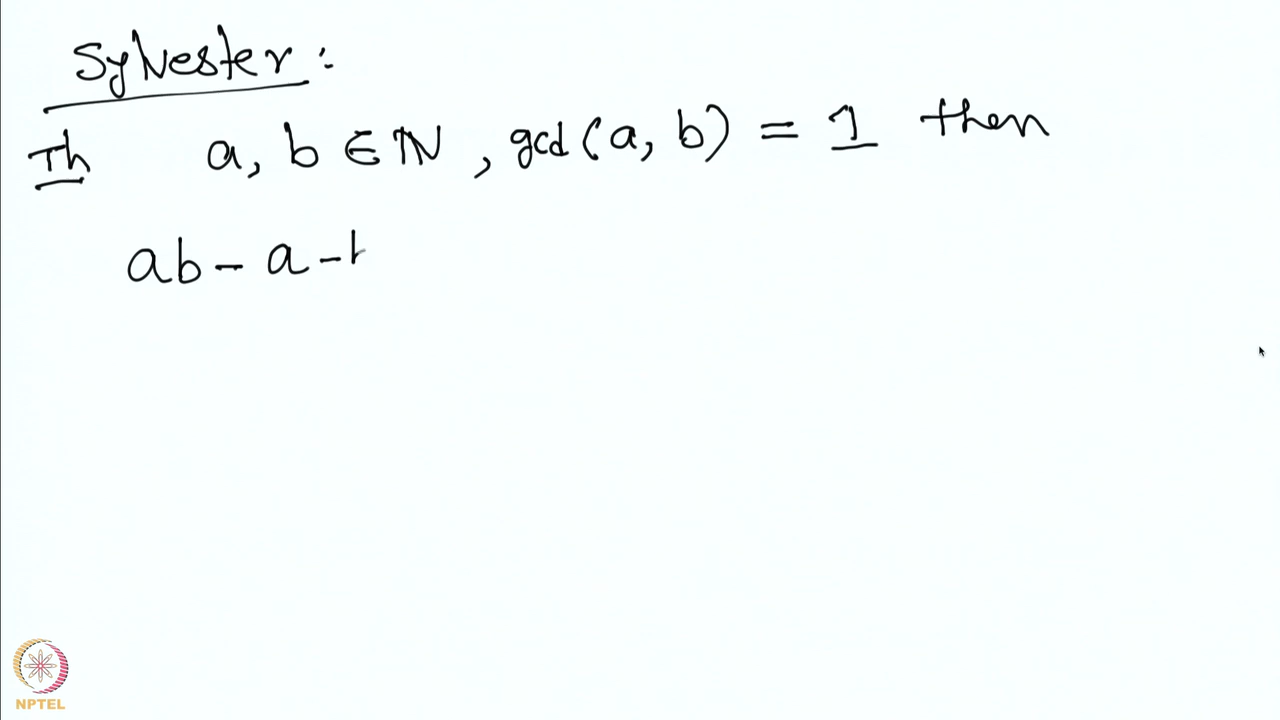 Sylvester:
Th a, b ∈ ℕ, gcd(a, b) = 1 then
ab - a -
NPTEL